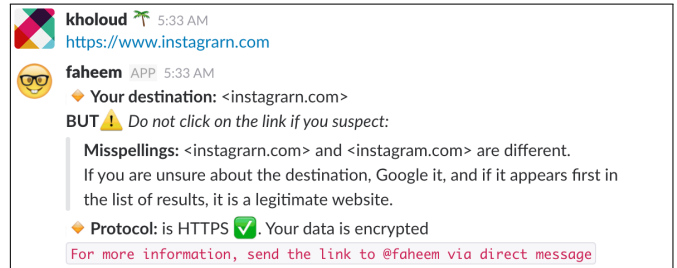 kholoud 🌴 5:33 AM
https://www.instagrarn.com
faheem APP 5:33 AM
🔸 Your destination: <instagrarn.com>
BUT⚠️ Do not click on the link if you suspect:
Misspellings: <instagrarn.com> and <instagram.com> are different.
If you are unsure about the destination, Google it, and if it appears first in
the list of results, it is a legitimate website.
🔸 Protocol: is HTTPS ✅. Your data is encrypted
For more information, send the link to @faheem via direct message